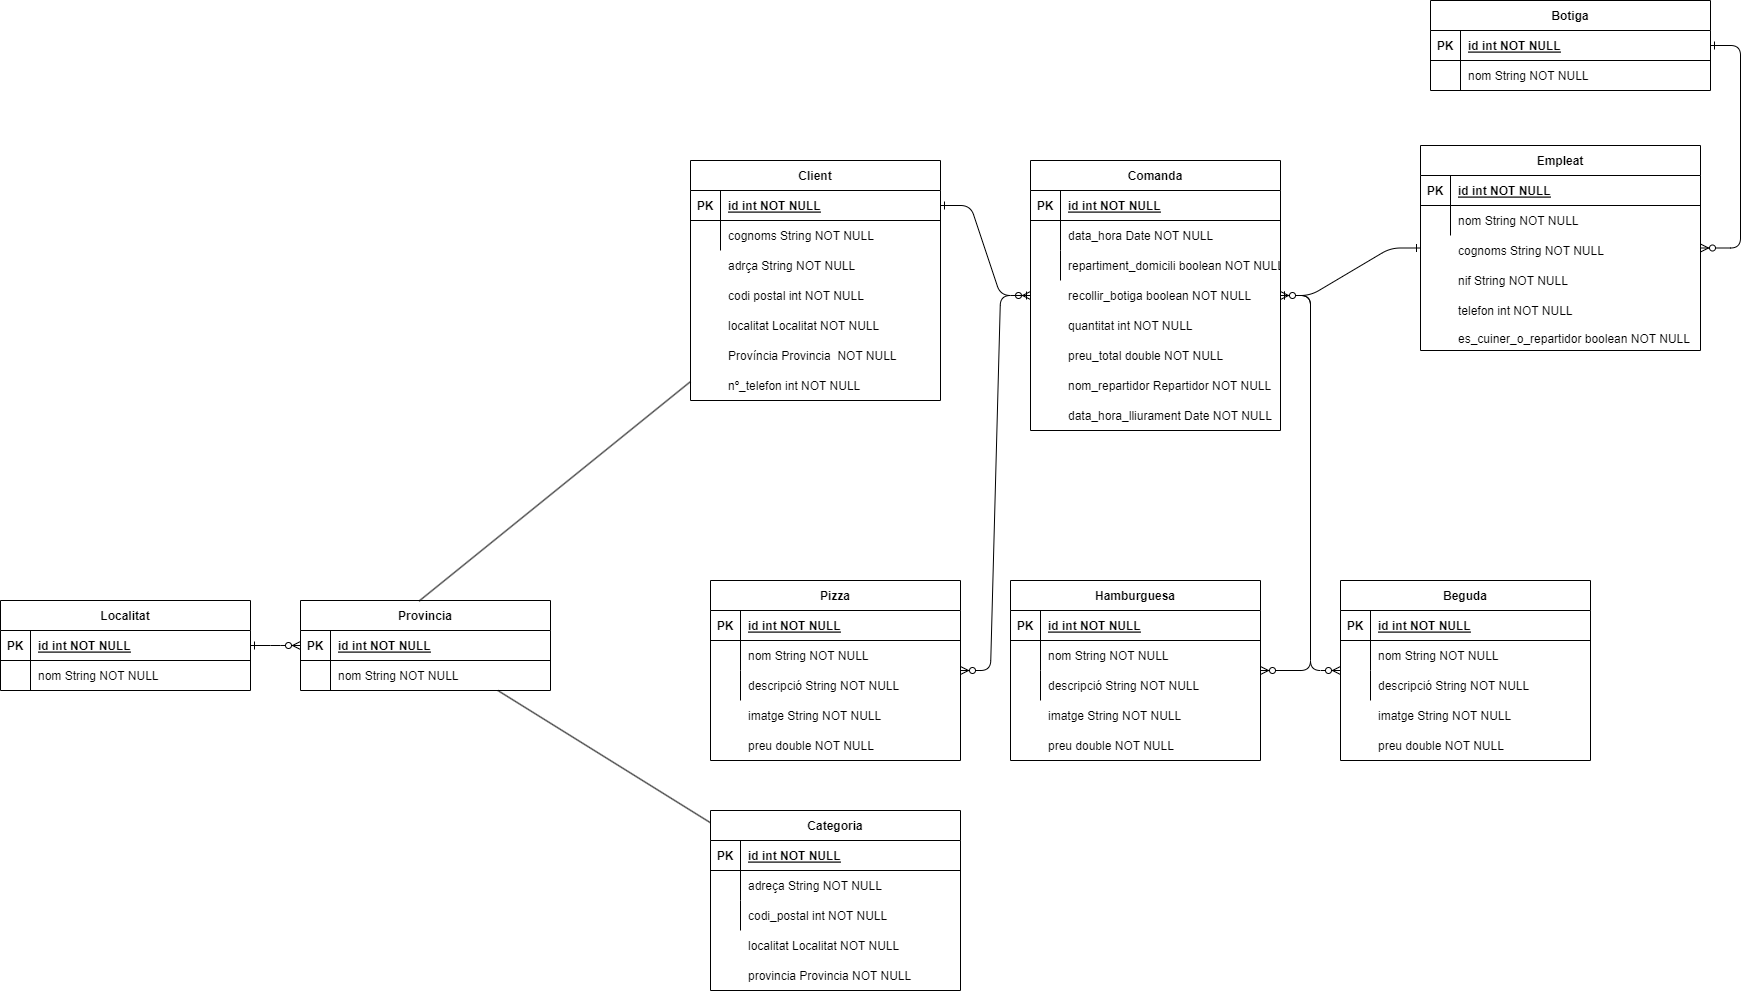 Botiga
PK id int NOT NULL
nom String NOT NULL
Client
PK id int NOT NULL
cognoms String NOT NULL
adrça String NOT NULL
codi postal int NOT NULL
localitat Localitat NOT NULL
Província Provincia  NOT NULL
nº_telefon int NOT NULL
Comanda
PK id int NOT NULL
data_hora Date NOT NULL
repartiment_domicili boolean NOT NULL
recollir_botiga boolean NOT NULL
quantitat int NOT NULL
preu_total double NOT NULL
nom_repartidor Repartidor NOT NULL
data_hora_lliurament Date NOT NULL
Empleat
PK id int NOT NULL
nom String NOT NULL
cognoms String NOT NULL
nif String NOT NULL
telefon int NOT NULL
es_cuiner_o_repartidor boolean NOT NULL
Localitat
PK id int NOT NULL
nom String NOT NULL
Provincia
PK id int NOT NULL
nom String NOT NULL
Pizza
PK id int NOT NULL
nom String NOT NULL
descripció String NOT NULL
imatge String NOT NULL
preu double NOT NULL
Hamburguesa
PK id int NOT NULL
nom String NOT NULL
descripció String NOT NULL
imatge String NOT NULL
preu double NOT NULL
Beguda
PK id int NOT NULL
nom String NOT NULL
descripció String NOT NULL
imatge String NOT NULL
preu double NOT NULL
Categoria
PK id int NOT NULL
adreça String NOT NULL
codi_postal int NOT NULL
localitat Localitat NOT NULL
provincia Provincia NOT NULL